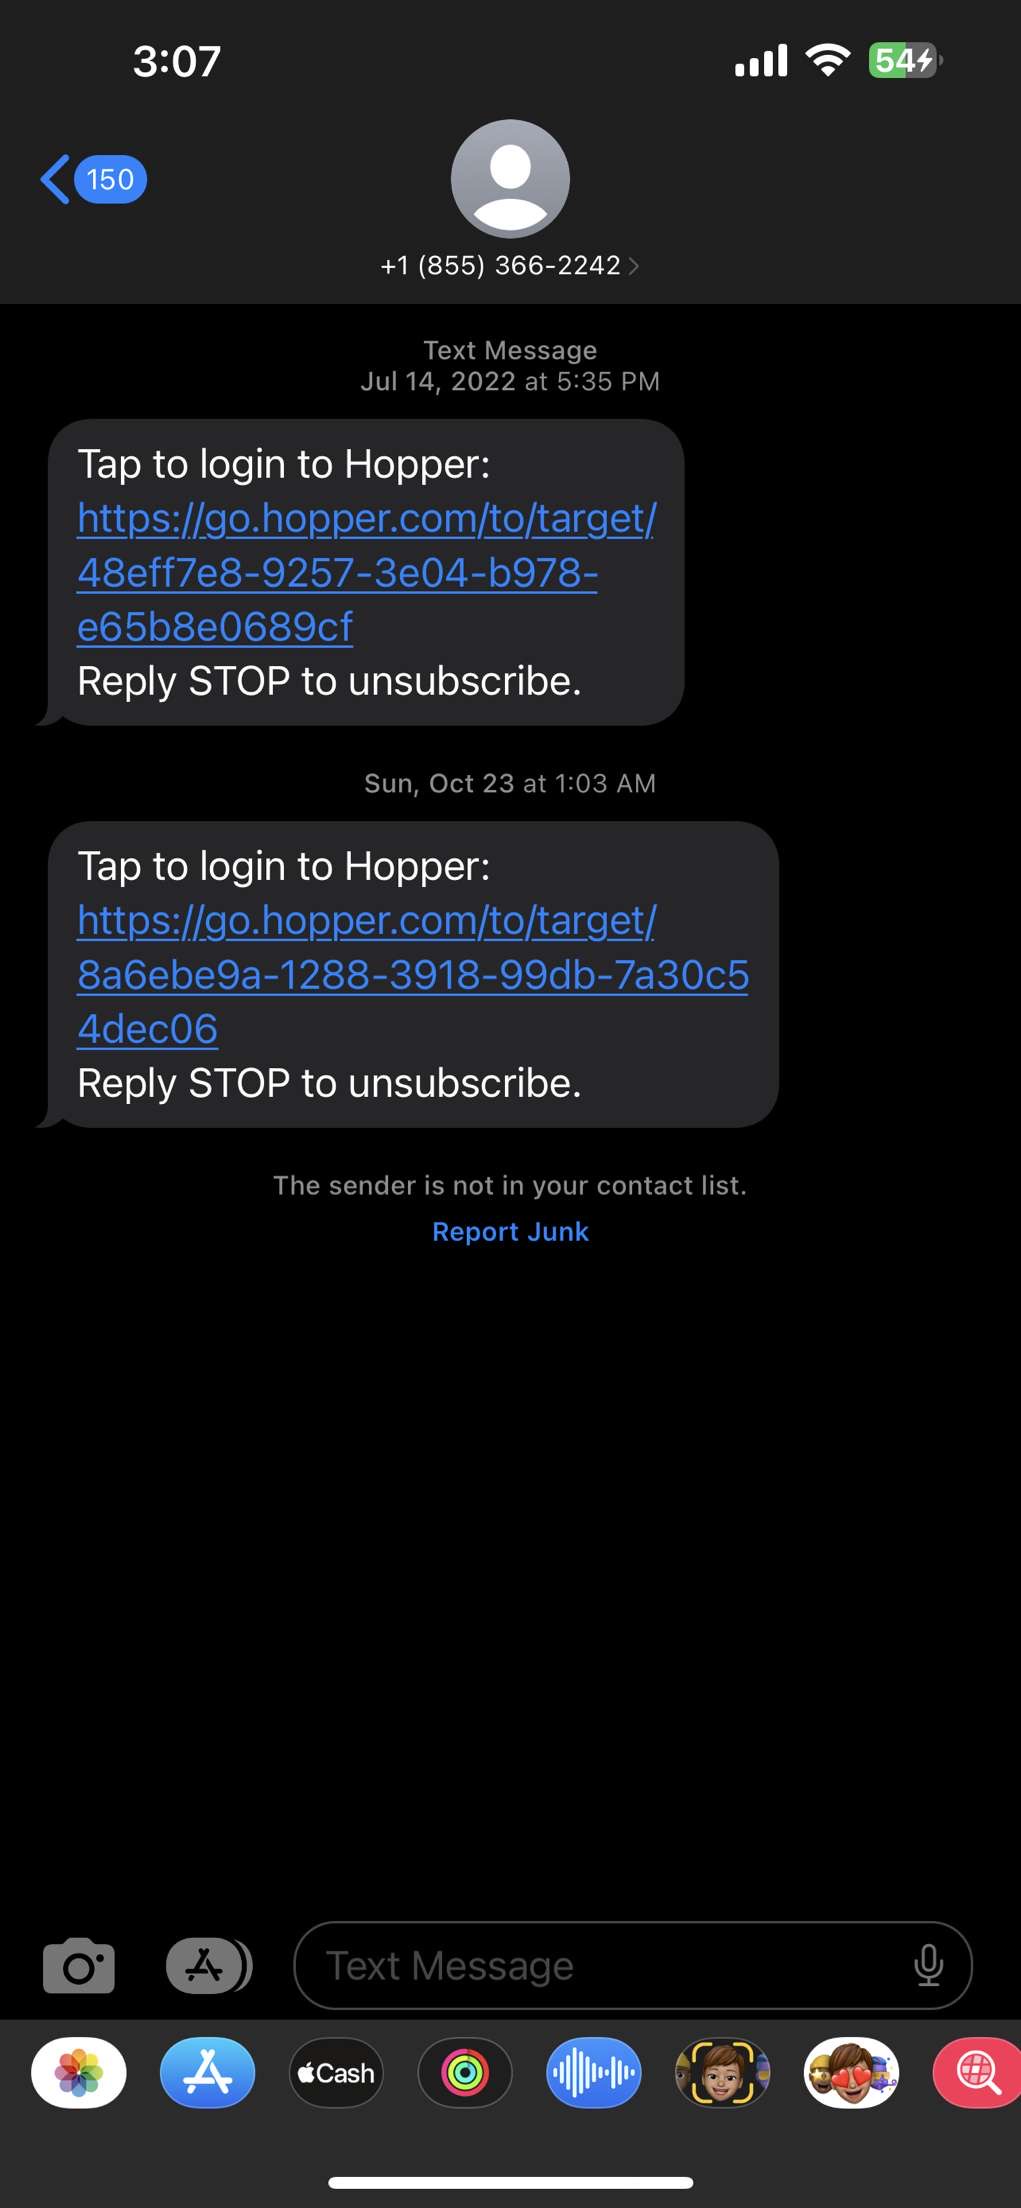 3:07
54
150
+1 (855) 366-2242
Text Message
Jul 14, 2022 at 5:35 PM
Tap to login to Hopper:
https://go.hopper.com/to/target/
48eff7e8-9257-3e04-b978-
e65b8e0689cf
Reply STOP to unsubscribe.
Sun, Oct 23 at 1:03 AM
Tap to login to Hopper:
https://go.hopper.com/to/target/
8a6ebe9a-1288-3918-99db-7a30c5
4dec06
Reply STOP to unsubscribe.
The sender is not in your contact list.
Report Junk
Text Message
Cash